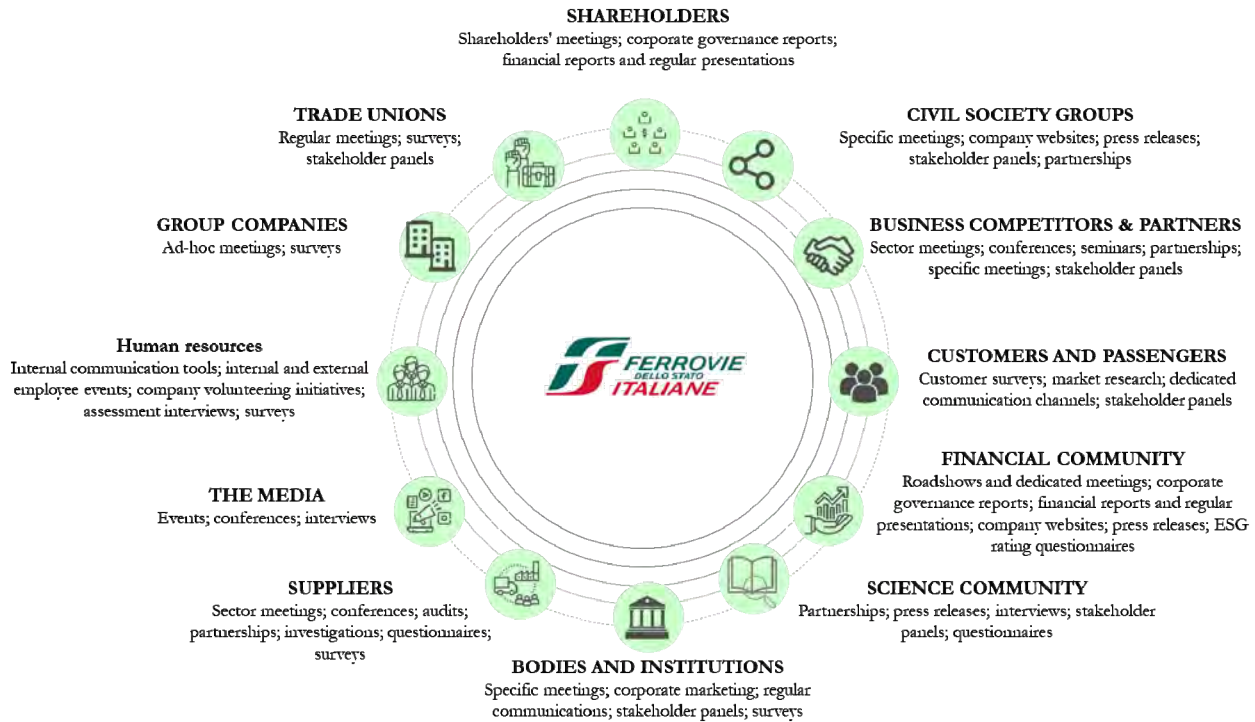 SHAREHOLDERS
Shareholders' meetings; corporate governance reports;
financial reports and regular presentations
TRADE UNIONS
Regular meetings; surveys;
stakeholder panels
CIVIL SOCIETY GROUPS
Specific meetings; company websites; press releases;
stakeholder panels; partnerships
GROUP COMPANIES
Ad-hoc meetings; surveys
BUSINESS COMPETITORS & PARTNERS
Sector meetings; conferences; seminars; partnerships;
specific meetings; stakeholder panels
Human resources
Internal communication tools; internal and external
employee events; company volunteering initiatives;
assessment interviews; surveys
FERROVIE
DELLO STATO
ITALIANE
CUSTOMERS AND PASSENGERS
Customer surveys; market research; dedicated
communication channels; stakeholder panels
THE MEDIA
Events; conferences; interviews
FINANCIAL COMMUNITY
Roadshows and dedicated meetings; corporate
governance reports; financial reports and regular
presentations; company websites; press releases; ESG
rating questionnaires
SUPPLIERS
Sector meetings; conferences; audits;
partnerships; investigations; questionnaires;
surveys
SCIENCE COMMUNITY
Partnerships; press releases; interviews; stakeholder
panels; questionnaires
BODIES AND INSTITUTIONS
Specific meetings; corporate marketing; regular
communications; stakeholder panels; surveys